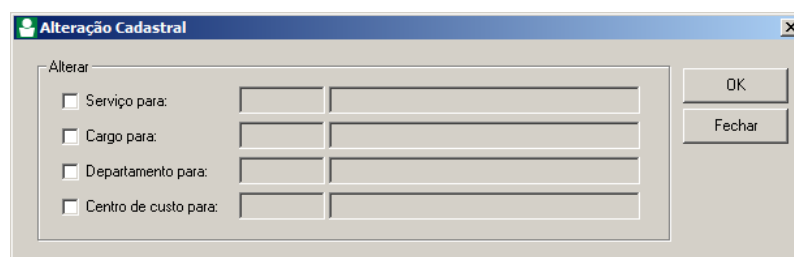 Alteração Cadastral
Alterar
Serviço para:
Cargo para:
Departamento para:
Centro de custo para:
OK
Fechar